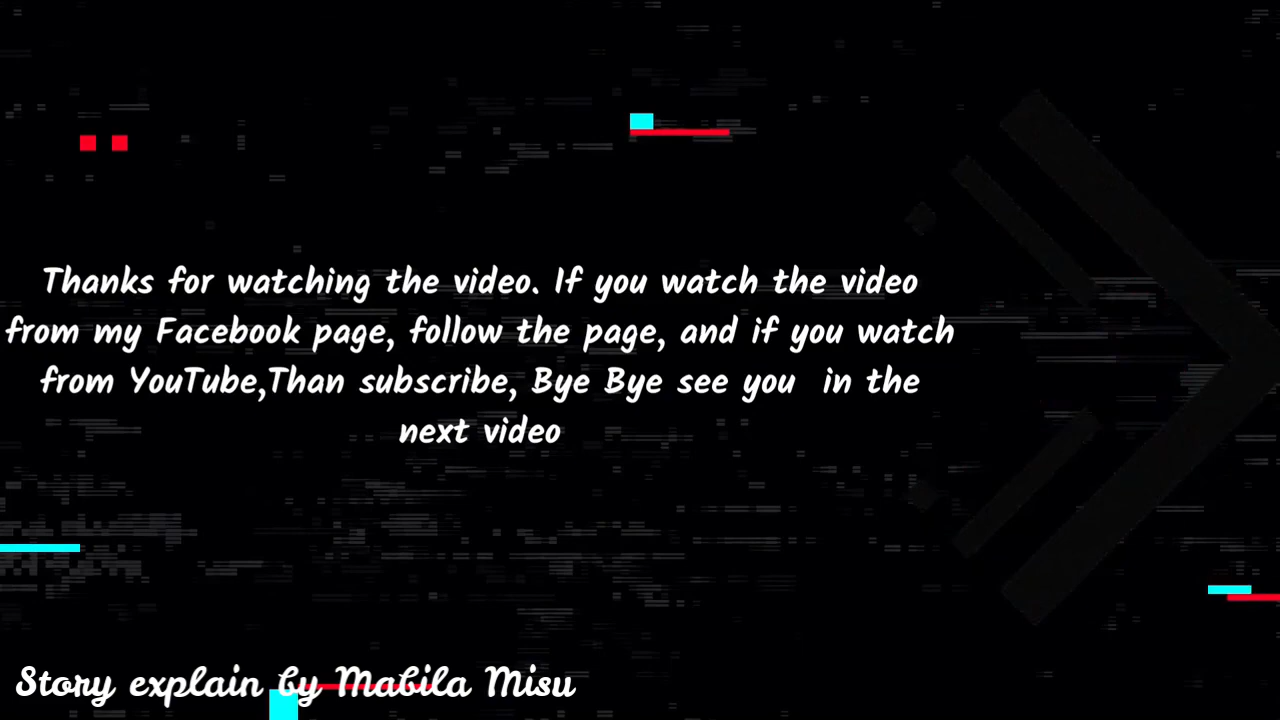 Thanks for watching the video. If you watch the video
from my Facebook page, follow the page, and if you watch
from YouTube,Than subscribe, Bye Bye see you  in the
next video
Story explain by Mabila Misu